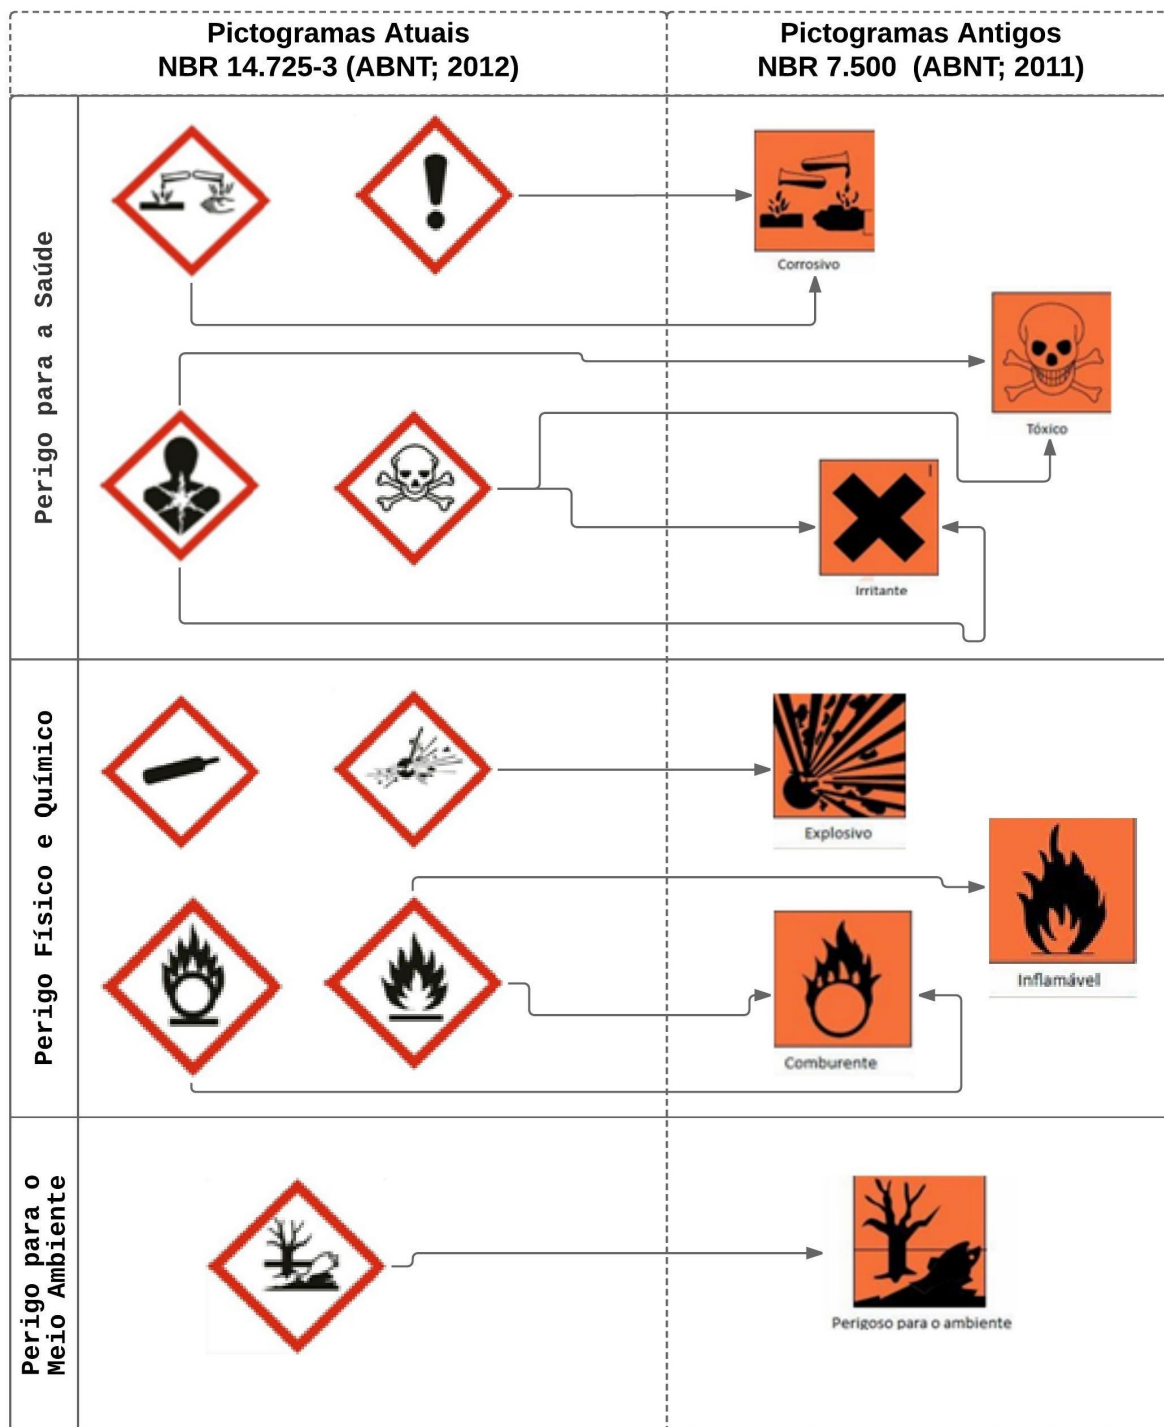 Pictogramas Atuais
NBR 14.725-3 (ABNT; 2012)
Pictogramas Antigos
NBR 7.500 (ABNT; 2011)
Perigo para a Saúde
Corrosivo
Tóxico
Irritante
Perigo Físico e Químico
Explosivo
Inflamável
Comburente
Perigo para o
Meio Ambiente
Perigoso para o ambiente